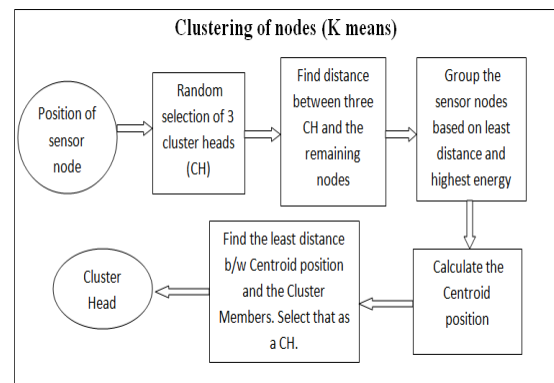 Clustering of nodes (K means)
Position of
sensor
node
Random
selection of 3
cluster heads
(CH)
Find distance
between three
CH and the
remaining
nodes
Group the
sensor nodes
based on least
distance and
highest energy
Calculate the
Centroid
position
Find the least distance
b/w Centroid position
and the Cluster
Members. Select that as
a CH.
Cluster
Head